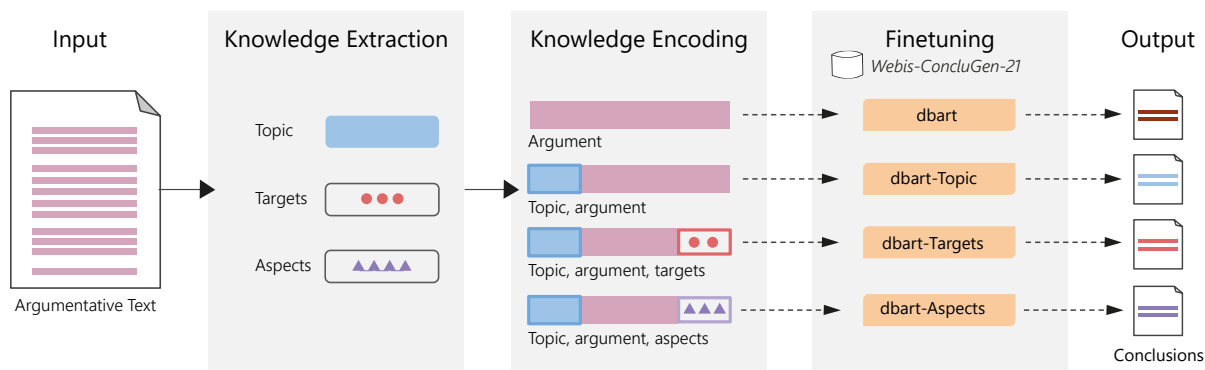 Input
Knowledge Extraction
Knowledge Encoding
Finetuning
Output
Webis-ConcluGen-21
Argumentative Text
Topic
Targets
Aspects
Argument
Topic, argument
Topic, argument, targets
Topic, argument, aspects
dbart
dbart-Topic
dbart-Targets
dbart-Aspects
Conclusions